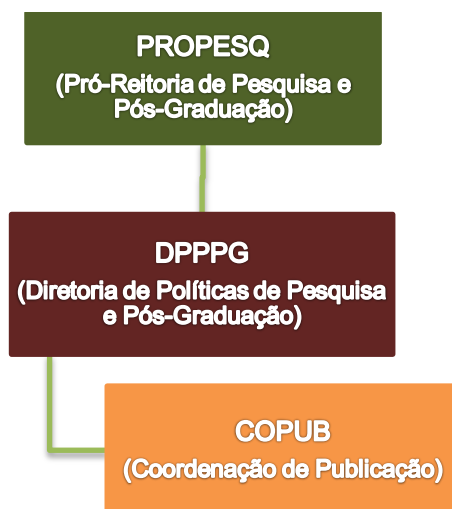 PROPESQ
(Pró-Reitoria de Pesquisa e
Pós-Graduação)
DPPPG
(Diretoria de Políticas de Pesquisa
e Pós-Graduação)
COPUB
(Coordenação de Publicação)